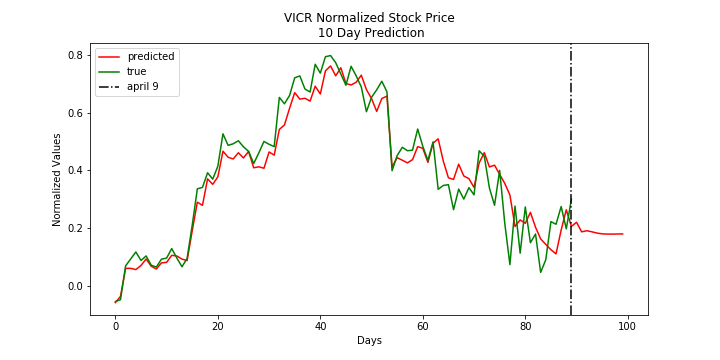 VICR Normalized Stock Price
10 Day Prediction
predicted
true
april 9
Normalized Values
0.8
0.6
0.4
0.2
0.0
0
20
40
60
80
100
Days